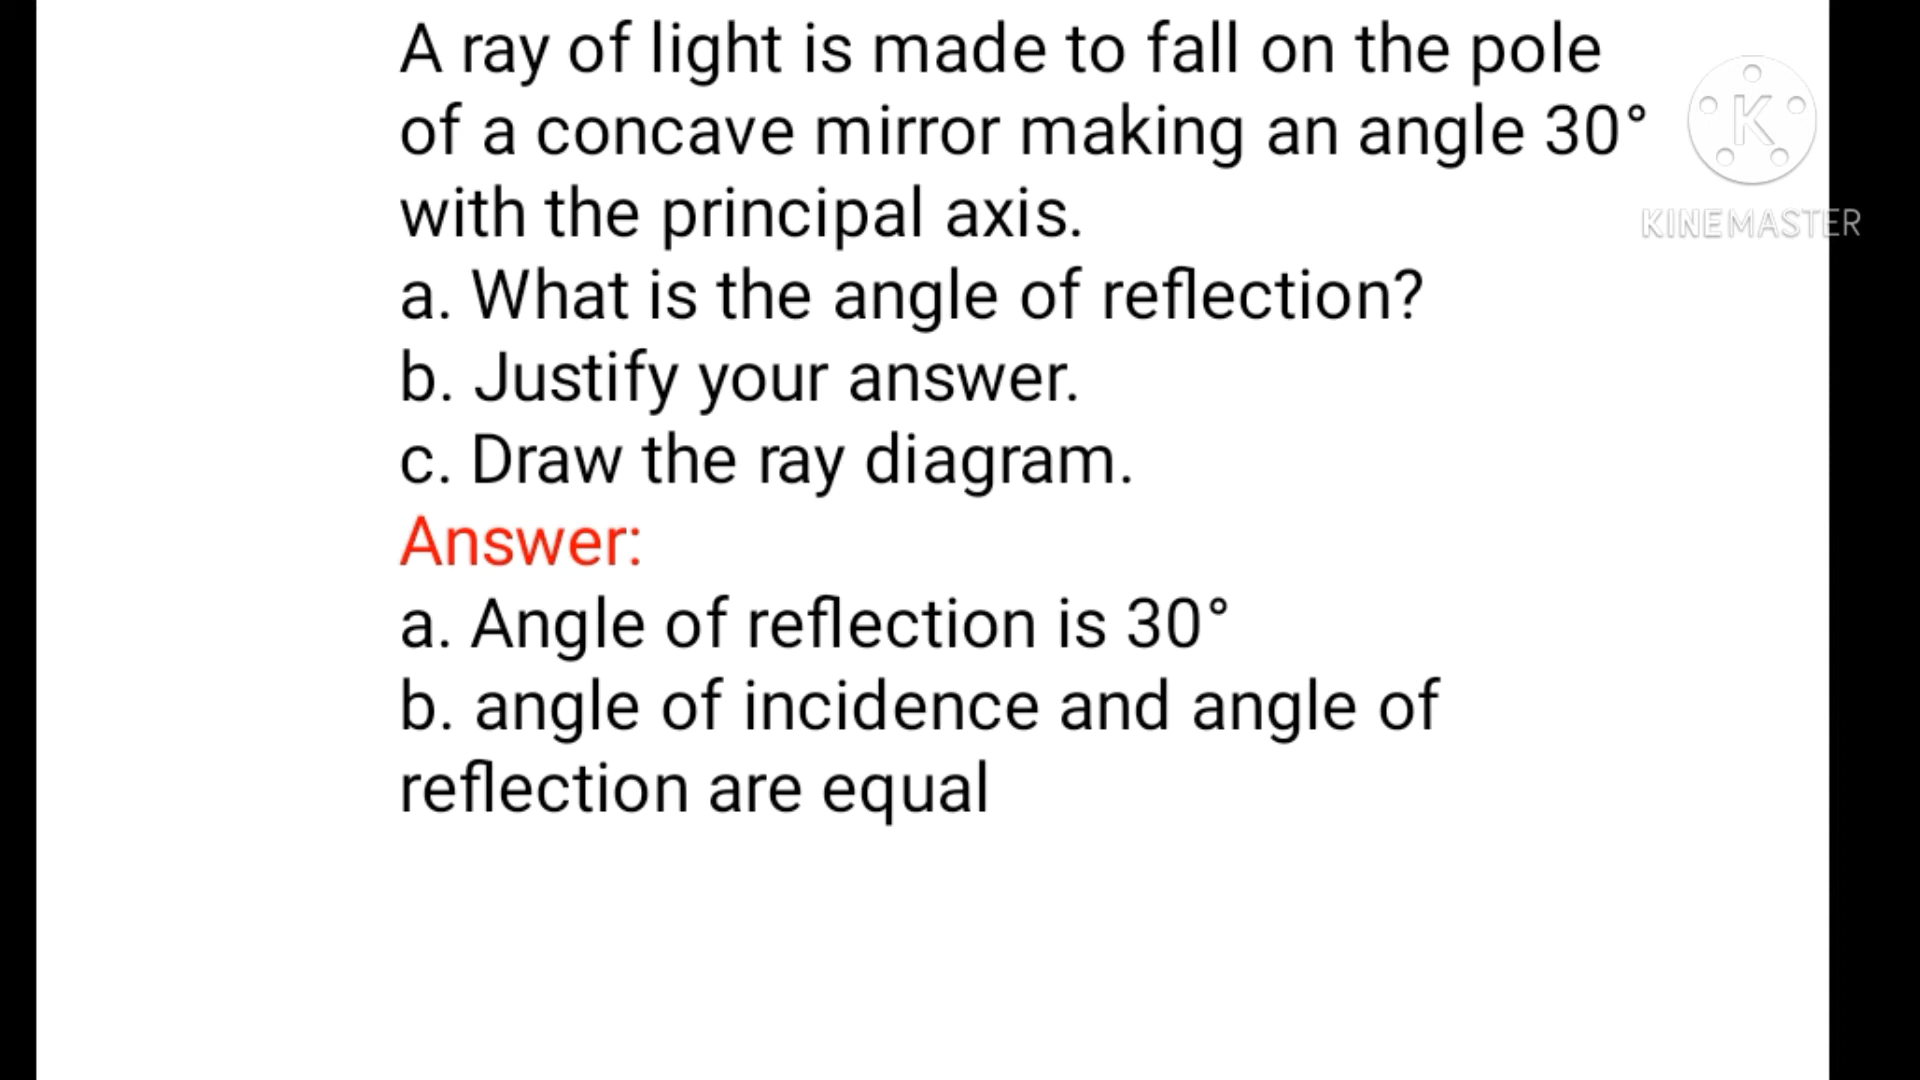 A ray of light is made to fall on the pole
of a concave mirror making an angle 30°
with the principal axis.
a. What is the angle of reflection?
b. Justify your answer.
c. Draw the ray diagram.
Answer:
a. Angle of reflection is 30°
b. angle of incidence and angle of
reflection are equal
K
KINEMASTER